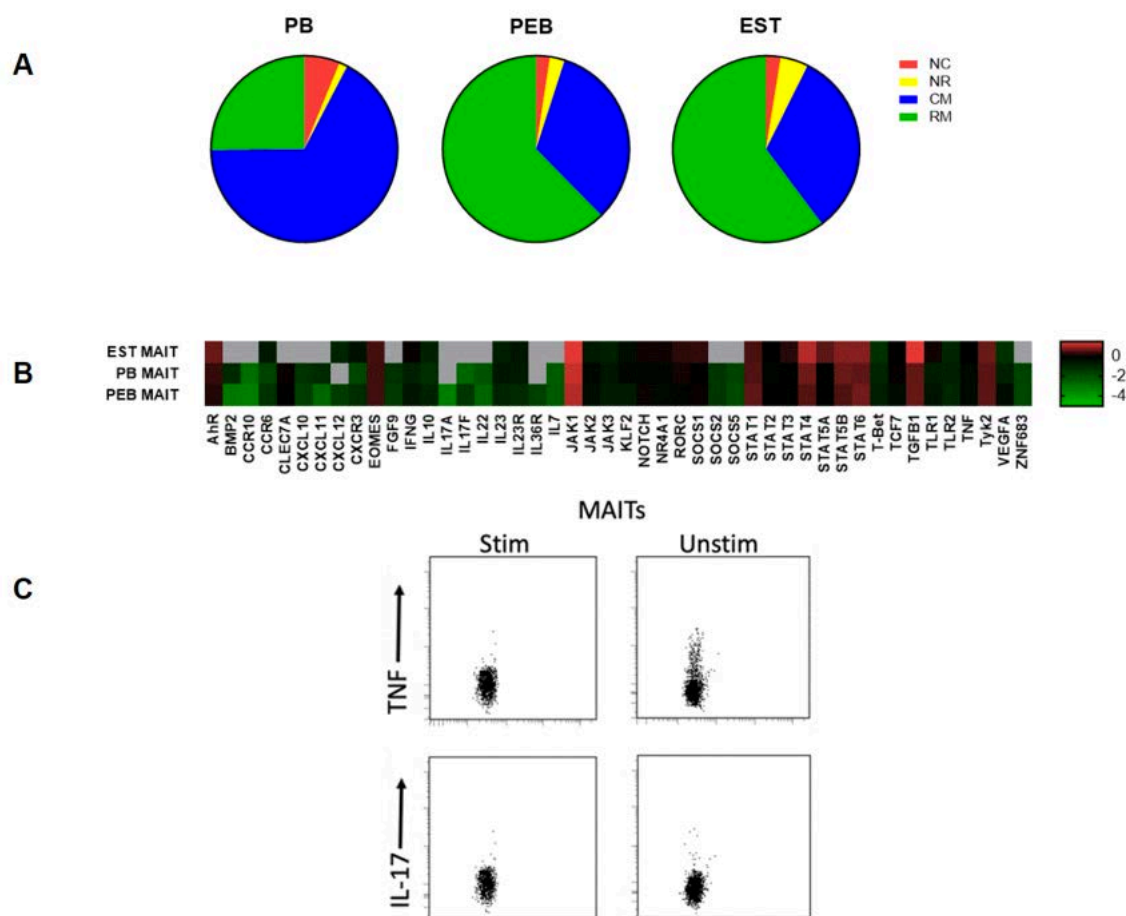 A
PB
PEB
EST
NC
NR
CM
RM
B
EST MAIT
PB MAIT
PEB MAIT
0
-2
-4
AhR
BMP2
CCR10
CCR6
CLEC7A
CXCL10
CXCL11
CXCL12
CXCR3
EOMES
FGF9
IFNG
IL10
IL17A
IL17F
IL22
IL23
IL23R
IL36R
IL7
JAK1
JAK2
JAK3
KLF2
NOTCH
NR4A1
RORC
SOCS1
SOCS2
SOCS5
STAT1
STAT2
STAT3
STAT4
STAT5A
STAT5B
STAT6
T-Bet
TCF7
TGFB1
TLR1
TLR2
TNF
Tyk2
VEGFA
ZNF683
C
MAITs
Stim
Unstim
TNF
IL-17